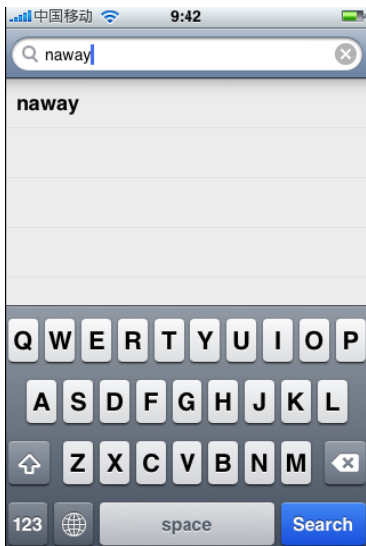 中国移动 9:42
naway
naway
Q W E R T Y U I O P
A S D F G H J K L
Z X C V B N M
123 space Search